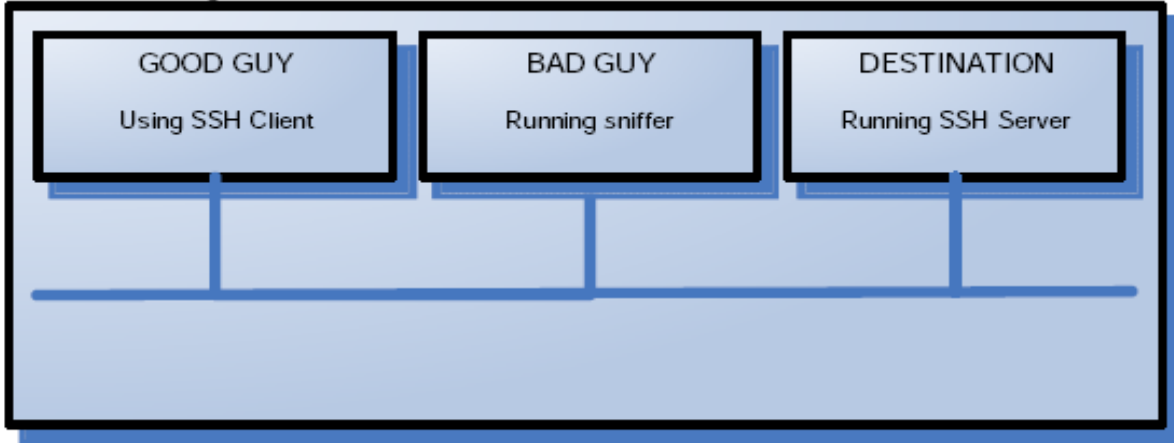 GOOD GUY
Using SSH Client
BAD GUY
Running sniffer
DESTINATION
Running SSH Server